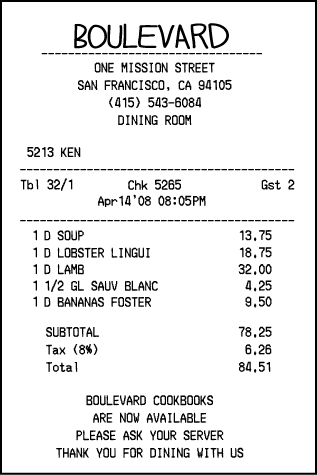 BOULEVARD
ONE MISSION STREET
SAN FRANCISCO, CA 94105
(415) 543-6084
DINING ROOM
5213 KEN
Tbl 32/1 Chk 5265 Gst 2
Apr14'08 08:05PM
1 D SOUP 13.75
1 D LOBSTER LINGUI 18.75
1 D LAMB 32.00
1 1/2 GL SAUV BLANC 4.25
1 D BANANAS FOSTER 9.50
SUBTOTAL 78.25
Tax (8%) 6.26
Total 84.51
BOULEVARD COOKBOOKS
ARE NOW AVAILABLE
PLEASE ASK YOUR SERVER
THANK YOU FOR DINING WITH US